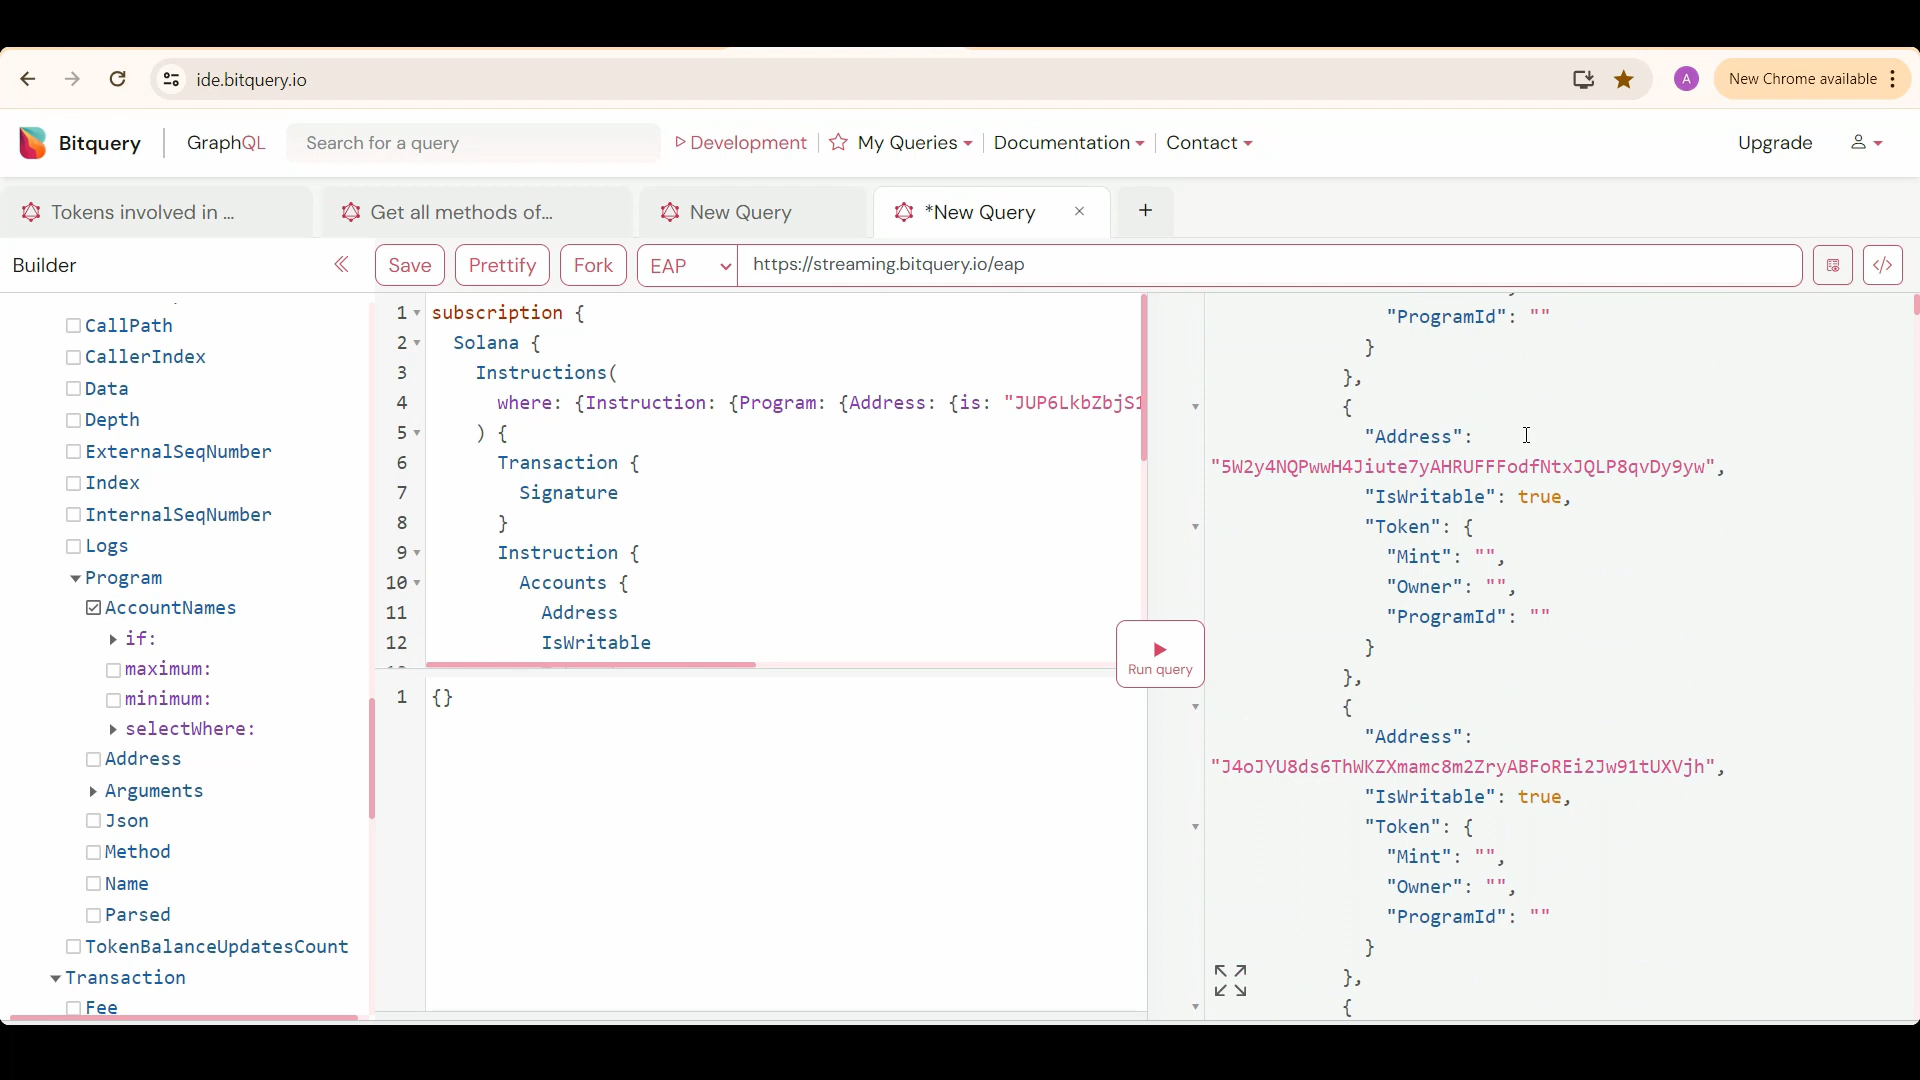 ide.bitquery.io
A
New Chrome available
Bitquery
GraphQL
Search for a query
Development
My Queries
Documentation
Contact
Upgrade
Tokens involved in ...
Get all methods of...
New Query
*New Query
×
+
Builder
Save
Prettify
Fork
EAP
https://streaming.bitquery.io/eap
CallPath
CallerIndex
Data
Depth
ExternalSeqNumber
Index
InternalSeqNumber
Logs
Program
AccountNames
if:
maximum:
minimum:
selectWhere:
Address
Arguments
Json
Method
Name
Parsed
TokenBalanceUpdatesCount
Transaction
Fee
1 subscription {
2 Solana {
3 Instructions(
4 where: {Instruction: {Program: {Address: {is: "JUP6LkbZbjS1
5 ) {
6 Transaction {
7 Signature
8 }
9 Instruction {
10 Accounts {
11 Address
12 IsWritable
1 {}
Run query
"ProgramId": ""
}
},
{
"Address":
"5W2y4NQPwwH4Jiute7yAHRUFFFodfNtxJQLP8qvDy9yw",
"IsWritable": true,
"Token": {
"Mint": "",
"Owner": "",
"ProgramId": ""
}
},
{
"Address":
"J4oJYU8ds6ThWKZXmamc8m2ZryABFoREi2Jw91tUXVjh",
"IsWritable": true,
"Token": {
"Mint": "",
"Owner": "",
"ProgramId": ""
}
},
{